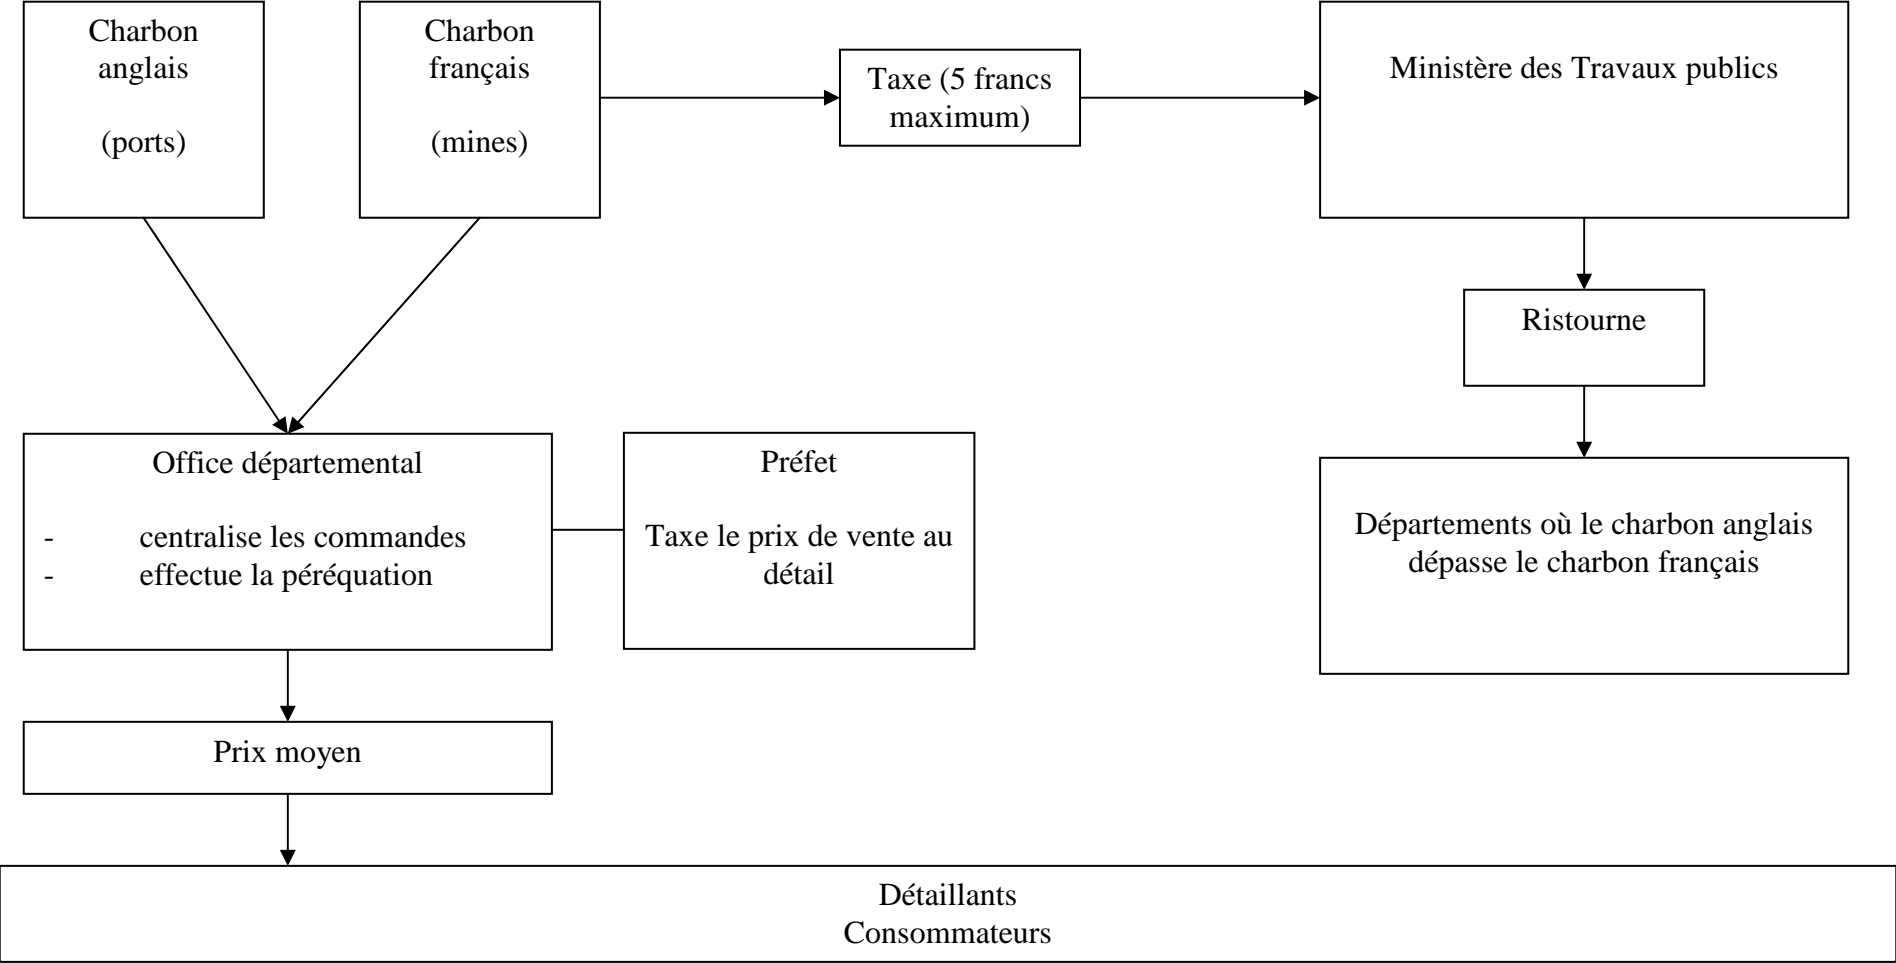 Charbon
anglais
(ports)
Charbon
français
(mines)
Taxe (5 francs
maximum)
Ministère des Travaux publics
Ristourne
Office départemental
- centralise les commandes
- effectue la péréquation
Préfet
Taxe le prix de vente au
détail
Départements où le charbon anglais
dépasse le charbon français
Prix moyen
Détaillants
Consommateurs